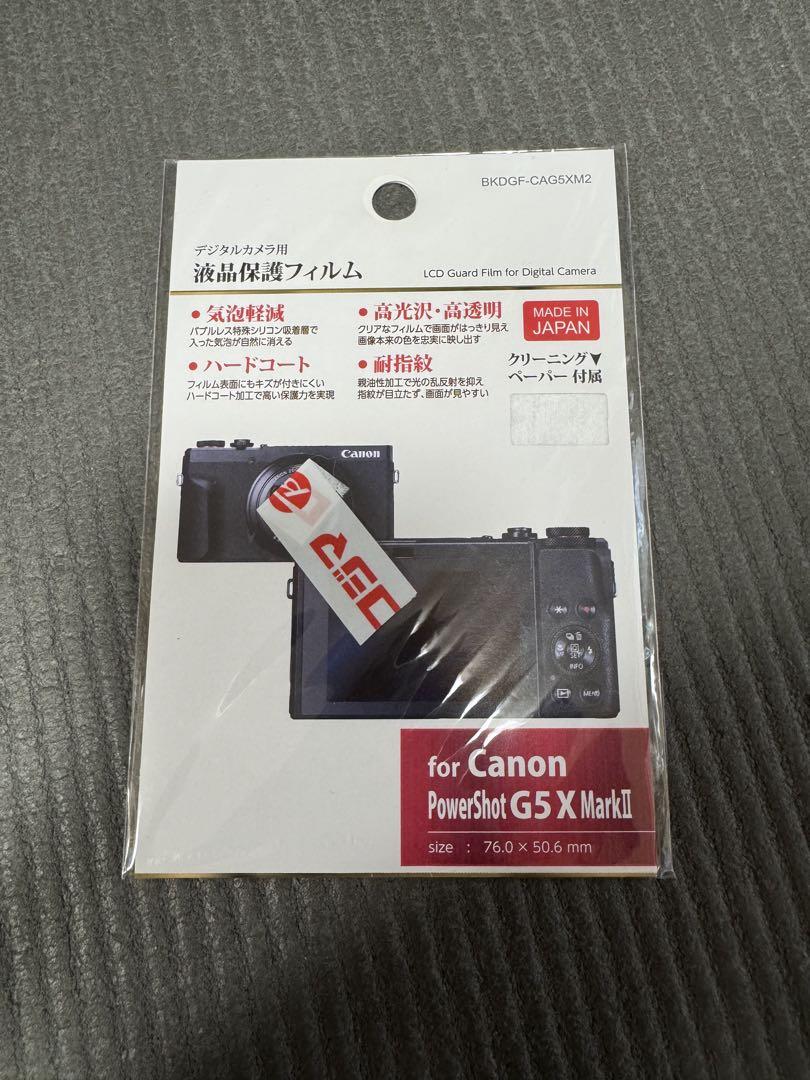 BKDGF-CAG5XM2
デジタルカメラ用
液晶保護フィルム
LCD Guard Film for Digital Camera
● 気泡軽減
バブルレス特殊シリコン吸着層で
入った気泡が自然に消える
● 高光沢・高透明
クリアなフィルムで画面がはっきり見え
画像本来の色を忠実に映し出す
MADE IN
JAPAN
● ハードコート
フィルム表面にもキズが付きにくい
ハードコート加工で高い保護力を実現
● 耐指紋
親油性加工で光の乱反射を抑え
指紋が目立たず、画面が見やすい
クリーニング▼
ペーパー 付属
Canon
SET
INFO
MENU
for Canon
PowerShot G5 X MarkⅡ
size : 76.0 × 50.6 mm